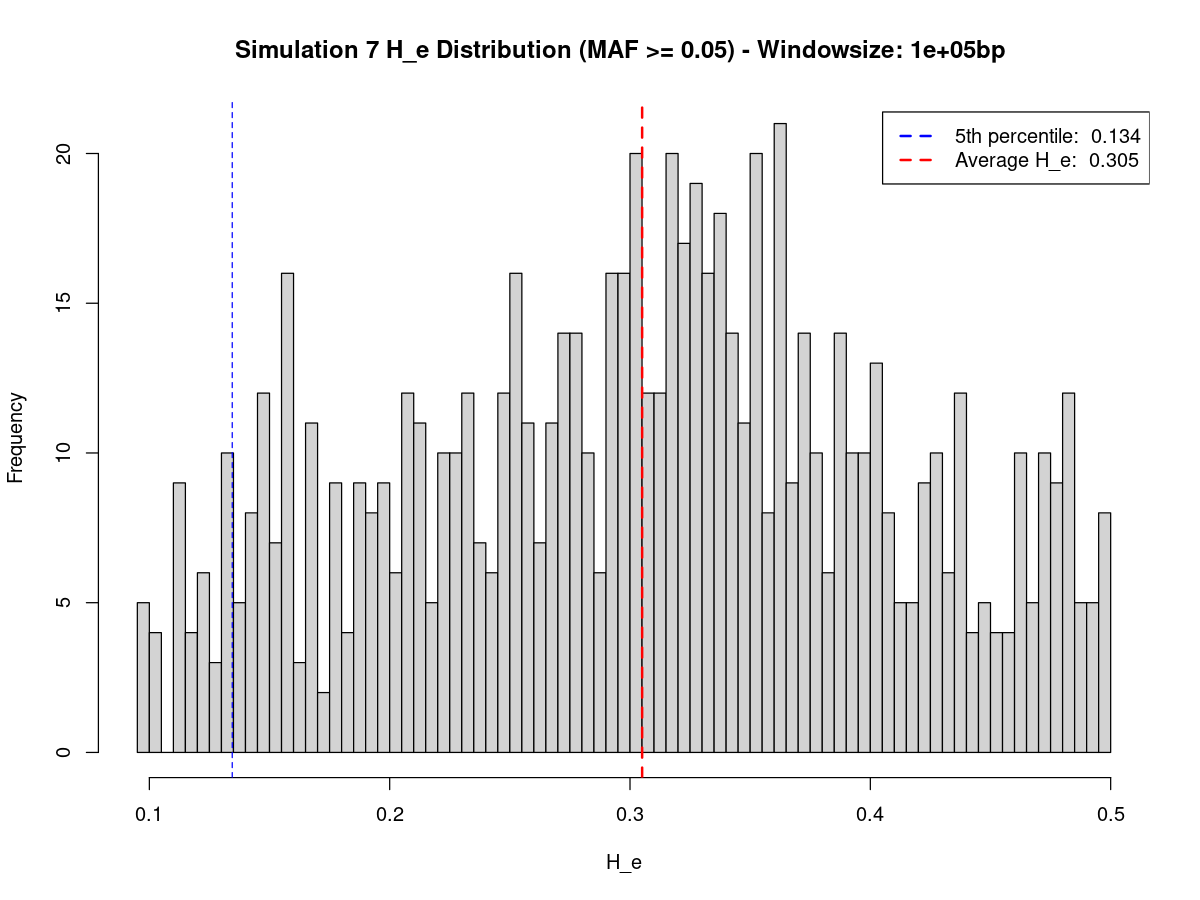 Simulation 7 H_e Distribution (MAF >= 0.05) - Windowsize: 1e+05bp
5th percentile:  0.134
Average H_e:  0.305
Frequency
20
15
10
5
0
0.1
0.2
0.3
0.4
0.5
H_e